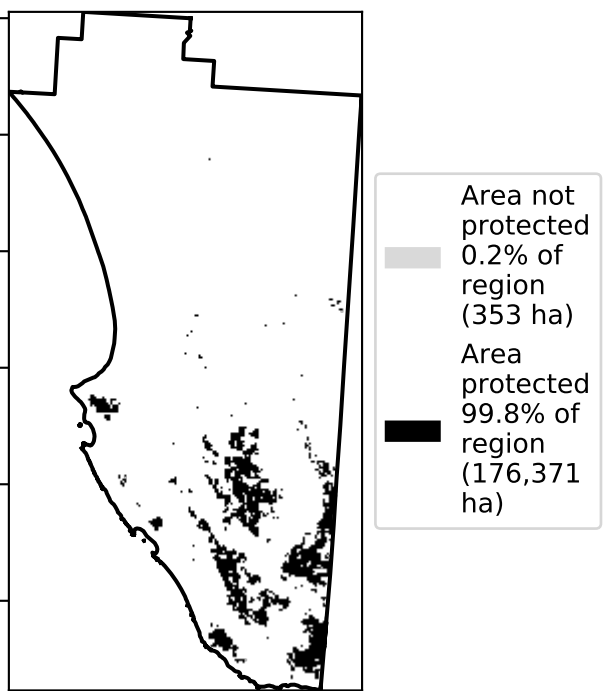 Area not
protected
0.2% of
region
(353 ha)
Area
protected
99.8% of
region
(176,371
ha)